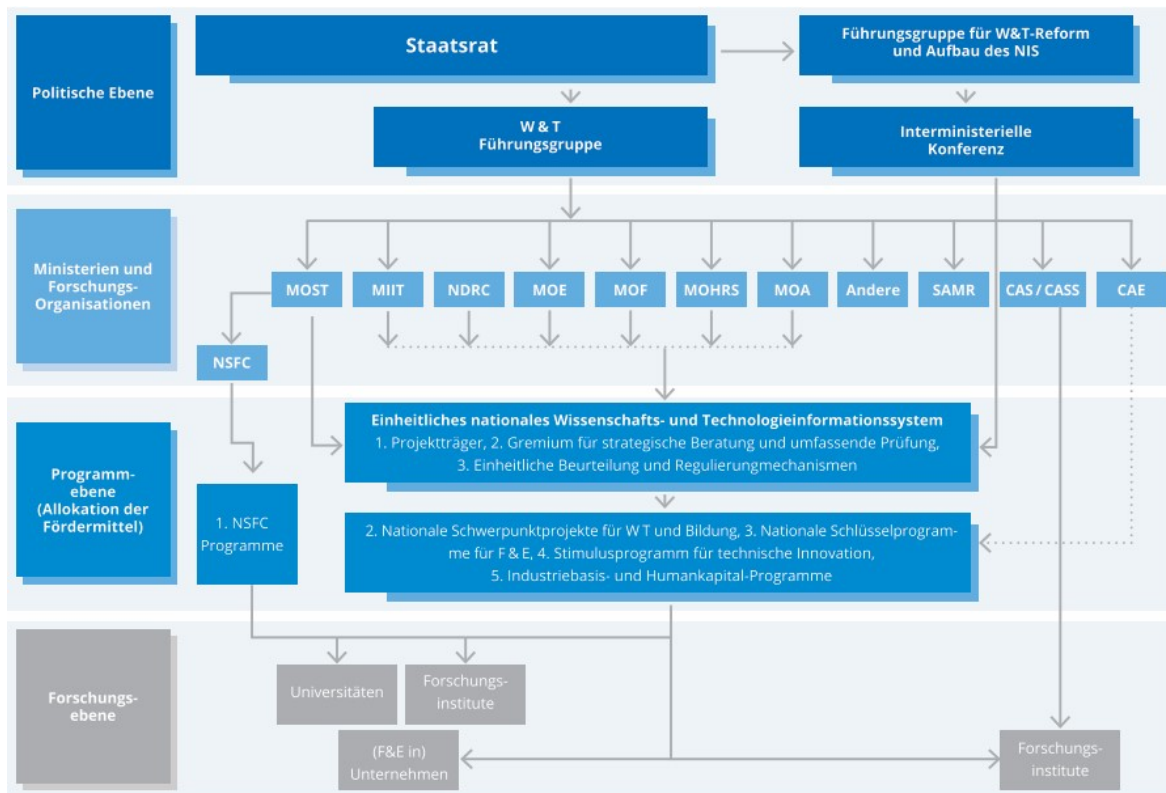 Politische Ebene
Staatsrat
Führungsgruppe für W&T-Reform
und Aufbau des NIS
W & T
Führungsgruppe
Interministerielle
Konferenz
Ministerien und
Forschungs-
Organisationen
MOST
MIIT
NDRC
MOE
MOF
MOHRS
MOA
Andere
SAMR
CAS / CASS
CAE
NSFC
Programm-
ebene
(Allokation der
Fördermittel)
Einheitliches nationales Wissenschafts- und Technologieinformationssystem
1. Projektträger, 2. Gremium für strategische Beratung und umfassende Prüfung,
3. Einheitliche Beurteilung und Regulierungmechanismen
1. NSFC
Programme
2. Nationale Schwerpunktprojekte für W T und Bildung, 3. Nationale Schlüsselprogram-
me für F & E, 4. Stimulusprogramm für technische Innovation,
5. Industriebasis- und Humankapital-Programme
Forschungs-
ebene
Universitäten
Forschungs-
institute
(F&E in)
Unternehmen
Forschungs-
institute